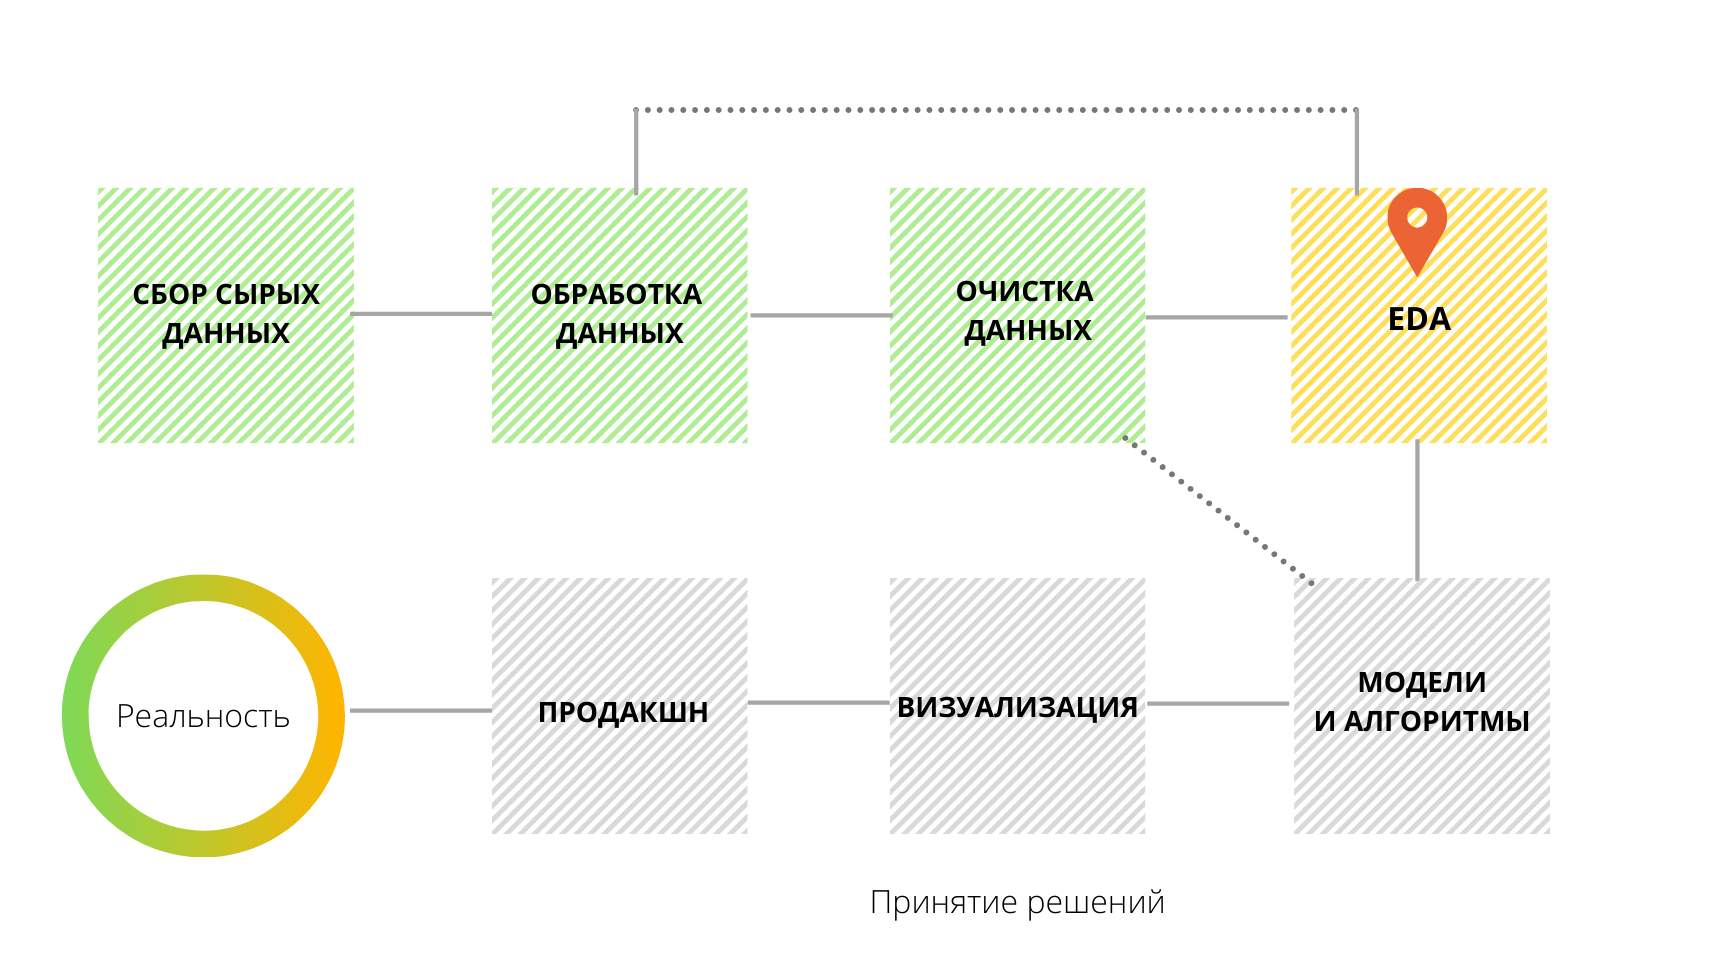 СБОР СЫРЫХ
ДАННЫХ
ОБРАБОТКА
ДАННЫХ
ОЧИСТКА
ДАННЫХ
EDA
Реальность
ПРОДАКШН
ВИЗУАЛИЗАЦИЯ
МОДЕЛИ
И АЛГОРИТМЫ
Принятие решений